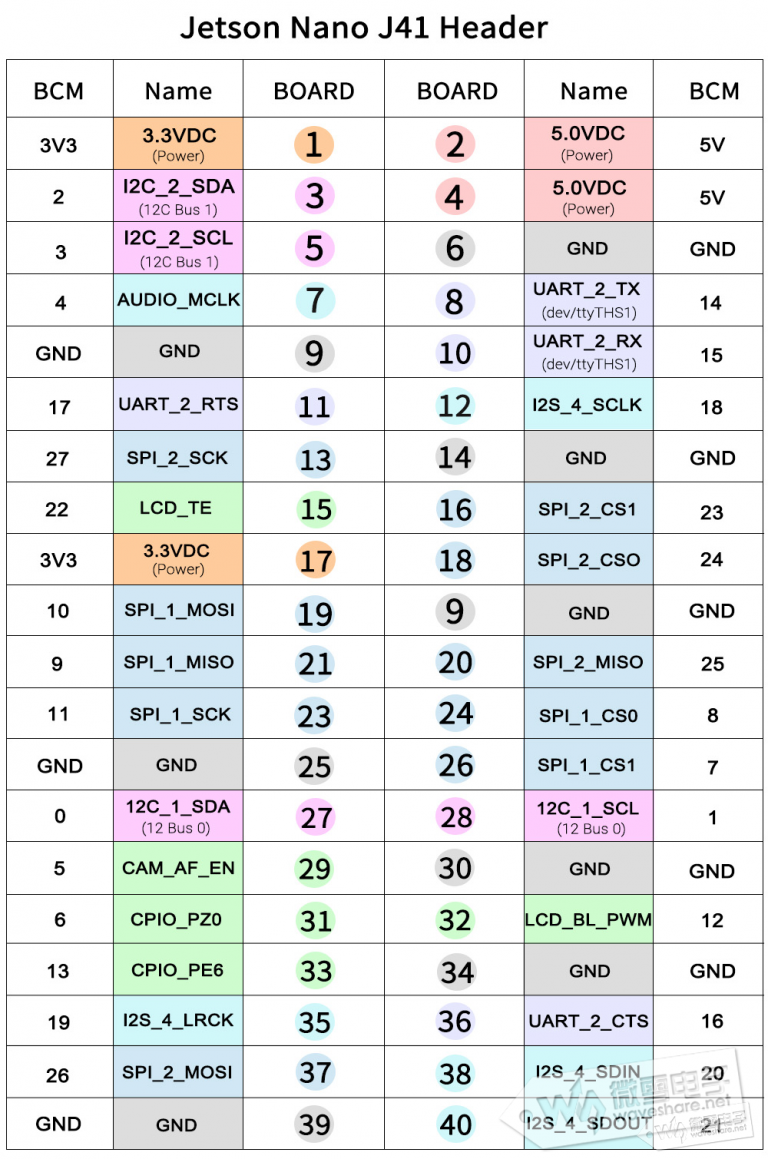 Jetson Nano J41 Header
BCM Name BOARD BOARD Name BCM
3V3 3.3VDC (Power) 1 2 5.0VDC (Power) 5V
2 I2C_2_SDA (12C Bus 1) 3 4 5.0VDC (Power) 5V
3 I2C_2_SCL (12C Bus 1) 5 6 GND GND
4 AUDIO_MCLK 7 8 UART_2_TX (dev/ttyTHS1) 14
GND GND 9 10 UART_2_RX (dev/ttyTHS1) 15
17 UART_2_RTS 11 12 I2S_4_SCLK 18
27 SPI_2_SCK 13 14 GND GND
22 LCD_TE 15 16 SPI_2_CS1 23
3V3 3.3VDC (Power) 17 18 SPI_2_CSO 24
10 SPI_1_MOSI 19 9 GND GND
9 SPI_1_MISO 21 20 SPI_2_MISO 25
11 SPI_1_SCK 23 24 SPI_1_CS0 8
GND GND 25 26 SPI_1_CS1 7
0 12C_1_SDA (12 Bus 0) 27 28 12C_1_SCL (12 Bus 0) 1
5 CAM_AF_EN 29 30 GND GND
6 CPIO_PZ0 31 32 LCD_BL_PWM 12
13 CPIO_PE6 33 34 GND GND
19 I2S_4_LRCK 35 36 UART_2_CTS 16
26 SPI_2_MOSI 37 38 I2S_4_SDIN 20
GND GND 39 40 I2S_4_SDOUT 21
微雪电子
waveshare.net